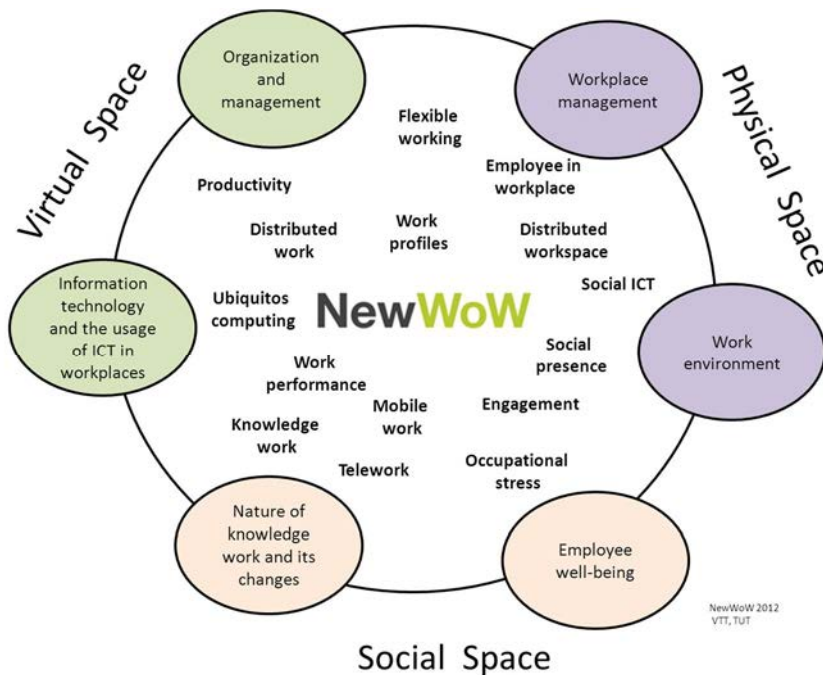 Organization
and
management
Workplace
management
Virtual Space
Physical Space
Flexible
working
Employee in
workplace
Productivity
Distributed
work
Work
profiles
Distributed
workspace
Social ICT
Information
technology
and the usage
of ICT in
workplaces
Ubiquitos
computing
NewWoW
Work
environment
Social
presence
Work
performance
Mobile
work
Engagement
Knowledge
work
Telework
Occupational
stress
Nature of
knowledge
work and its
changes
Employee
well-being
NewWoW 2012
VTT, TUT
Social Space